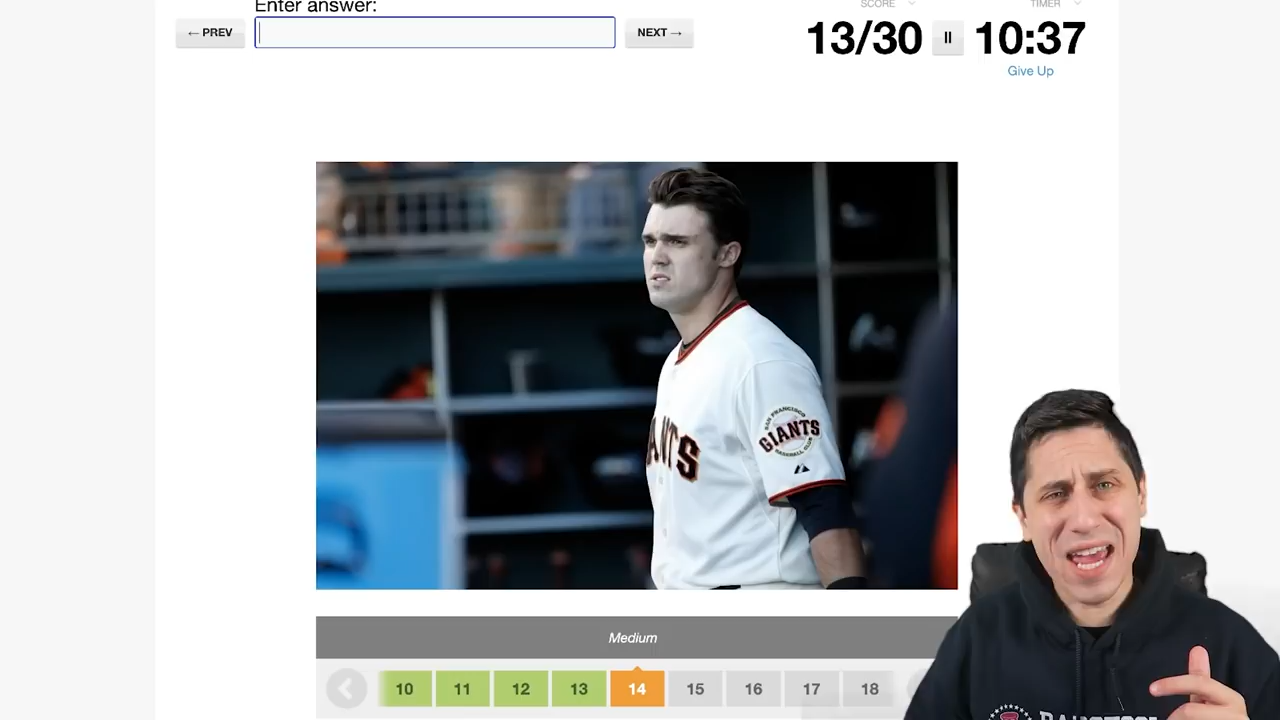 Enter answer:
SCORE
TIMER
← PREV
NEXT →
13/30
10:37
Give Up
SAN FRANCISCO
GIANTS
BASEBALL CLUB
ANTS
Medium
10 11 12 13 14 15 16 17 18